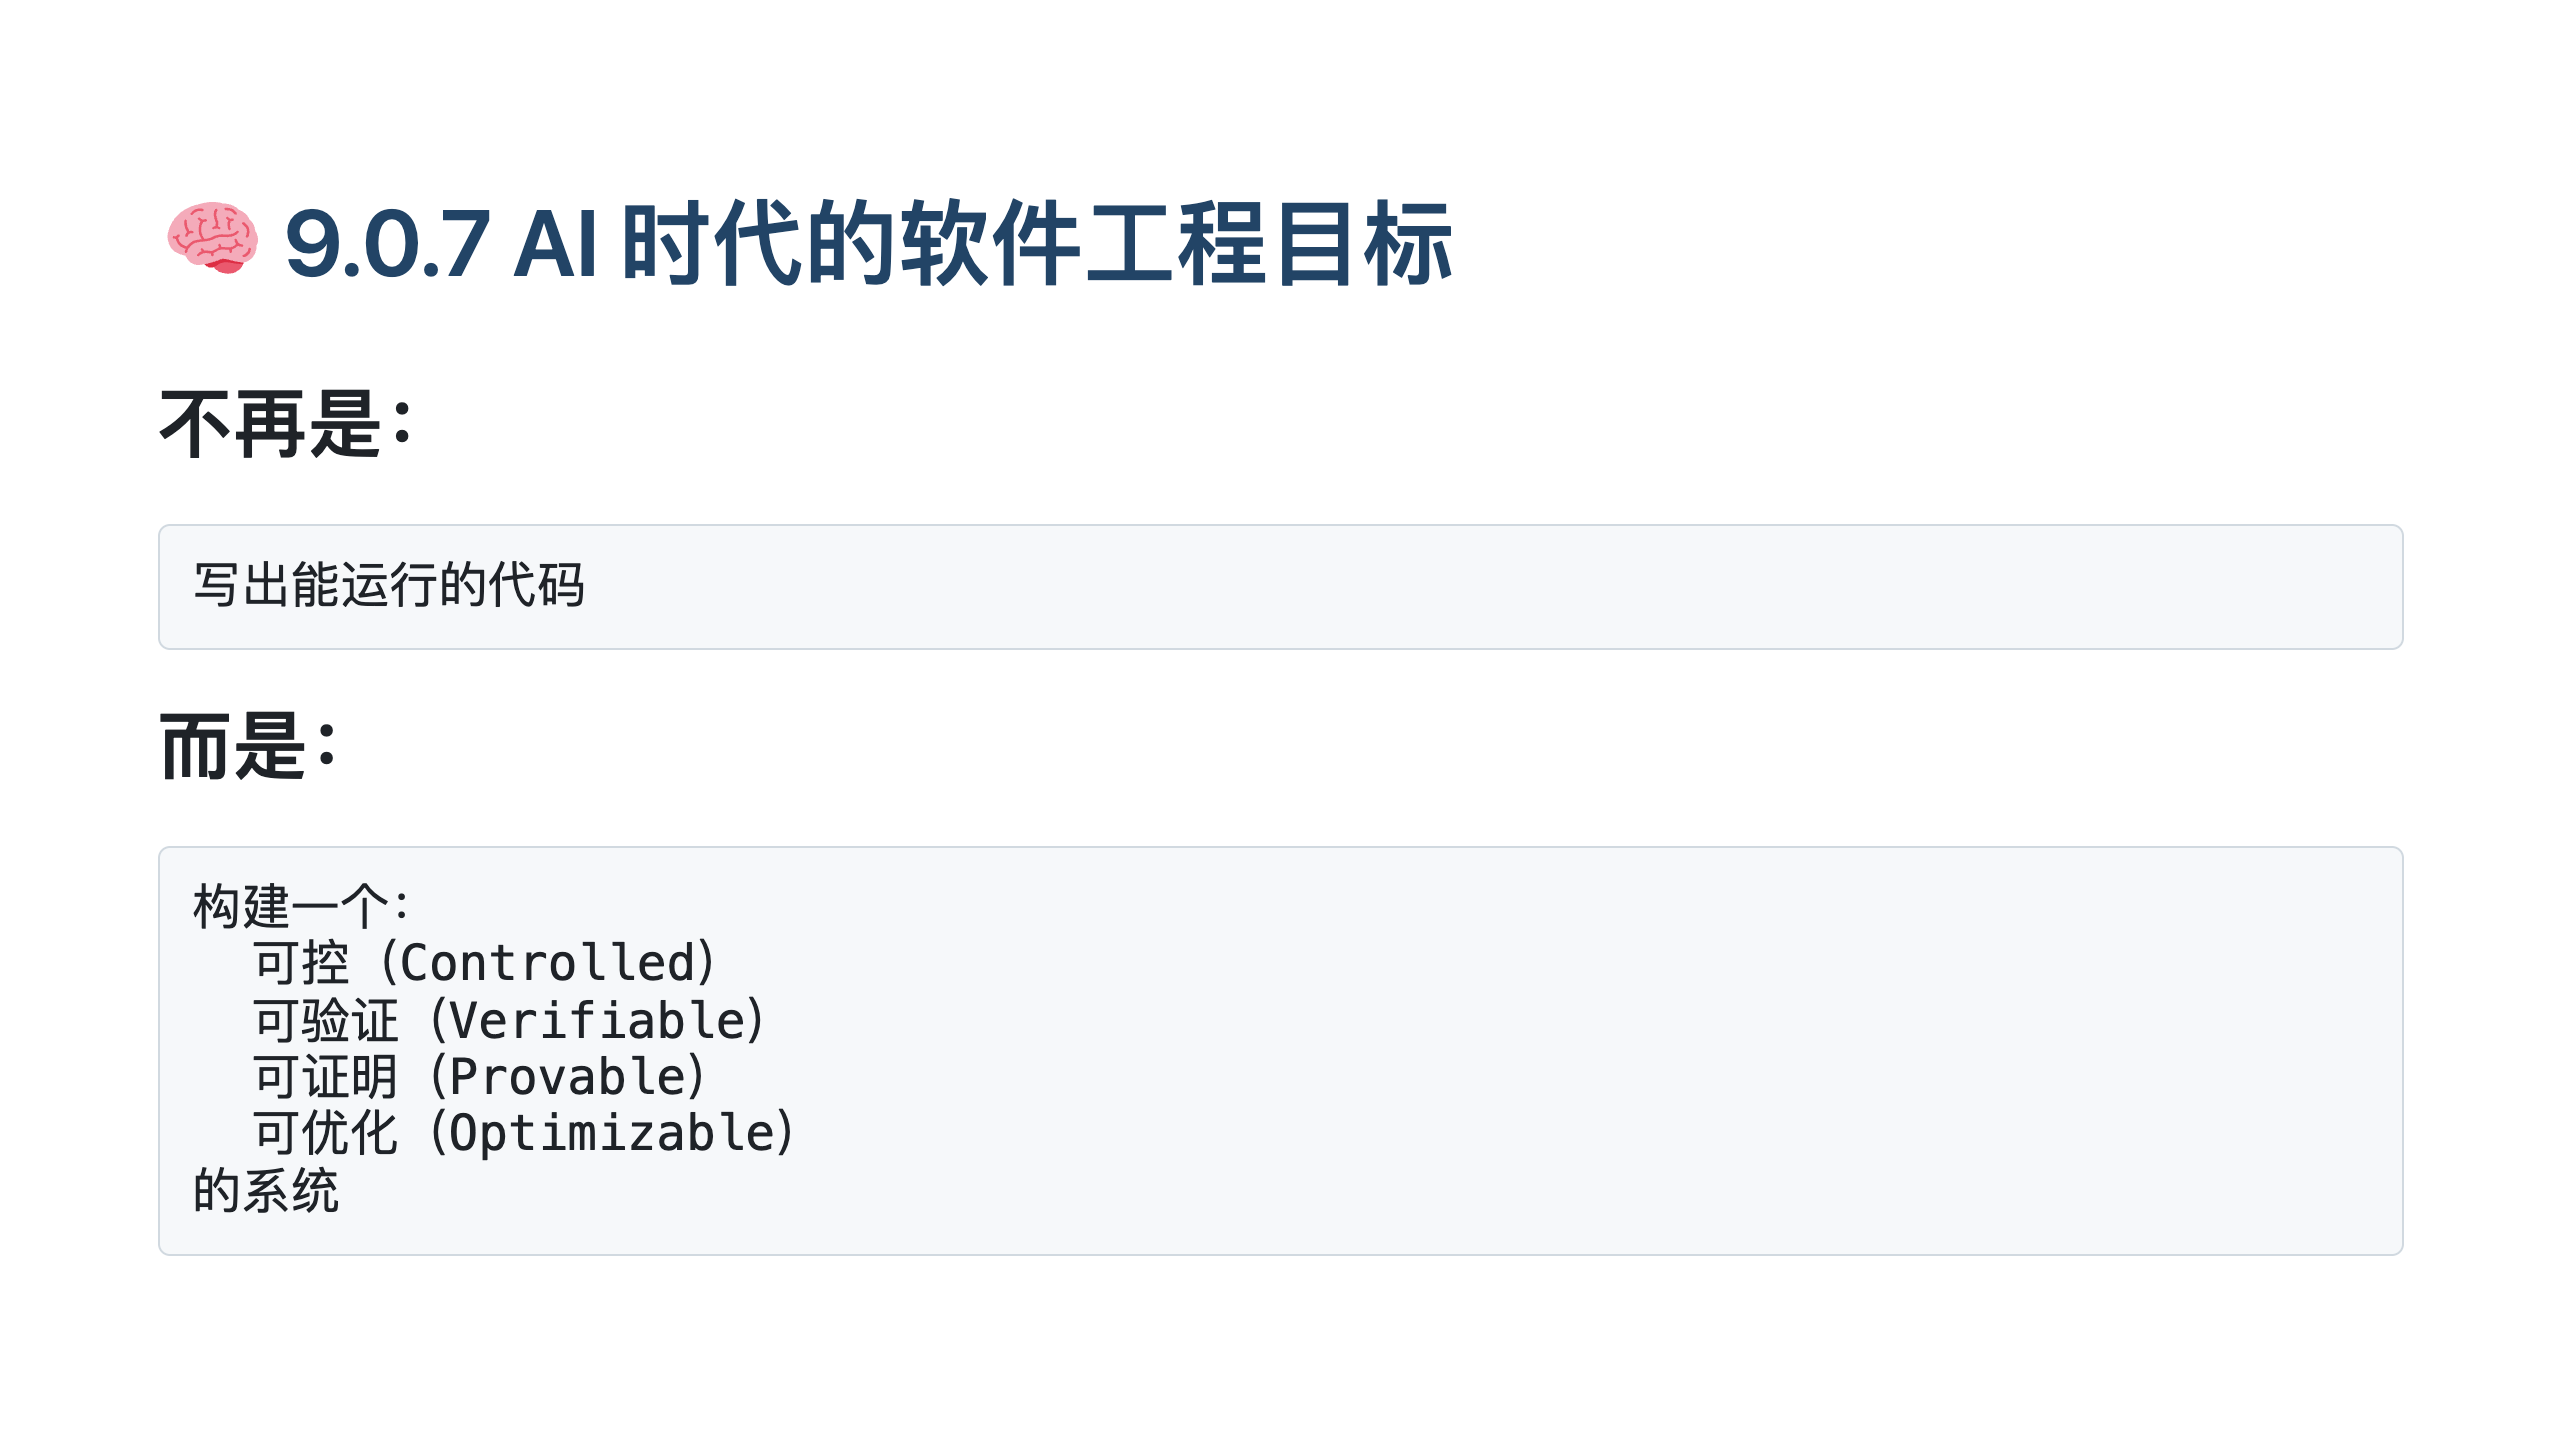 🧠 9.0.7 AI 时代的软件工程目标
不再是：
写出能运行的代码
而是：
构建一个：
可控（Controlled）
可验证（Verifiable）
可证明（Provable）
可优化（Optimizable）
的系统